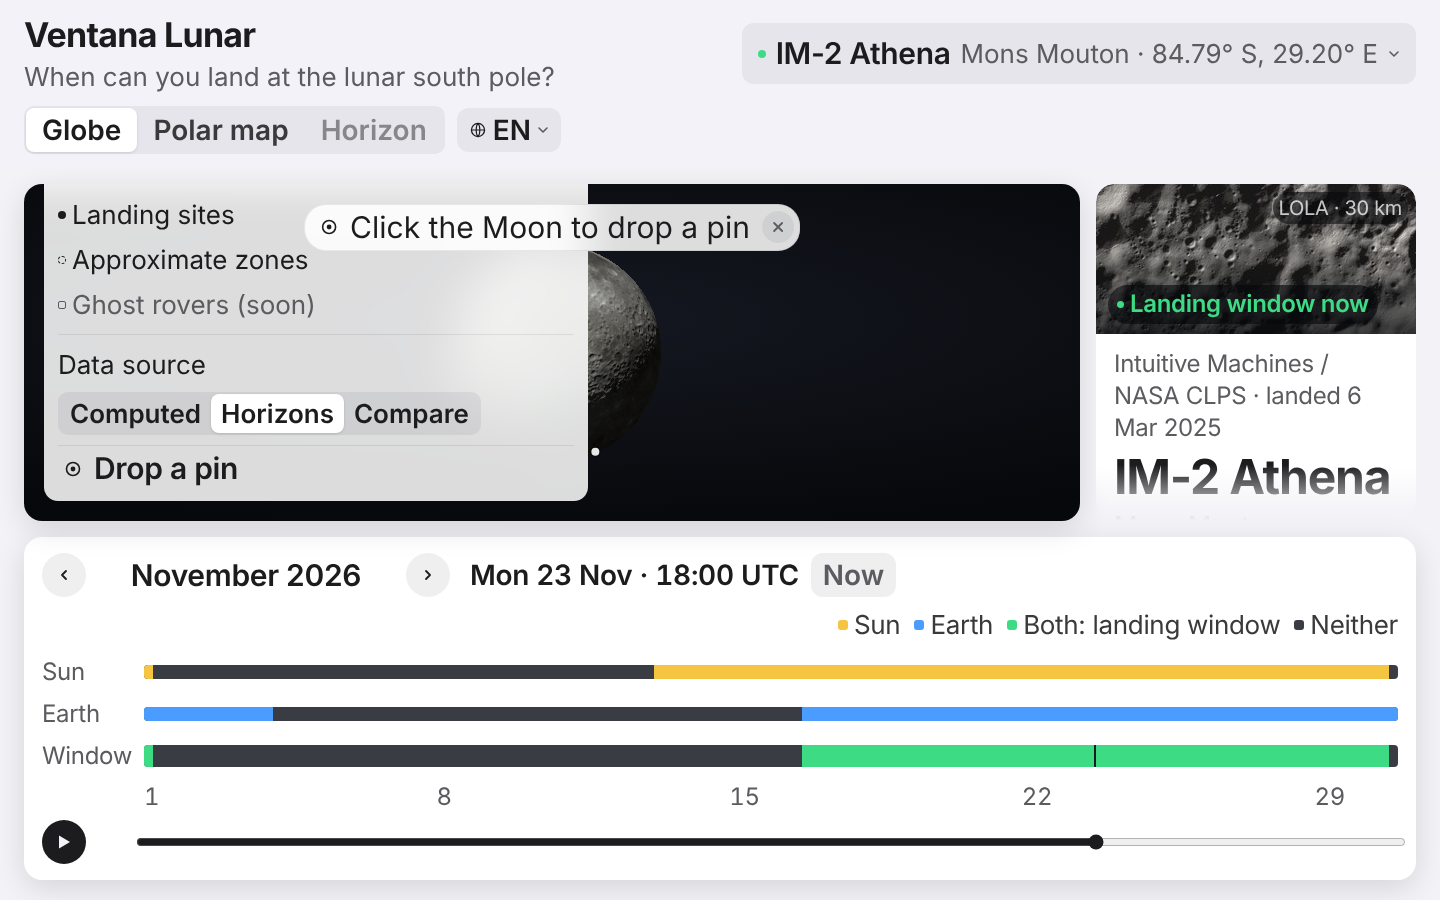 Ventana Lunar
When can you land at the lunar south pole?
IM-2 Athena Mons Mouton · 84.79° S, 29.20° E
Globe Polar map Horizon EN
Landing sites
Click the Moon to drop a pin
Approximate zones
Ghost rovers (soon)
Data source
Computed Horizons Compare
Drop a pin
LOLA · 30 km
Landing window now
Intuitive Machines /
NASA CLPS · landed 6
Mar 2025
IM-2 Athena
November 2026 Mon 23 Nov · 18:00 UTC Now
Sun Earth Both: landing window Neither
Sun
Earth
Window
1 8 15 22 29